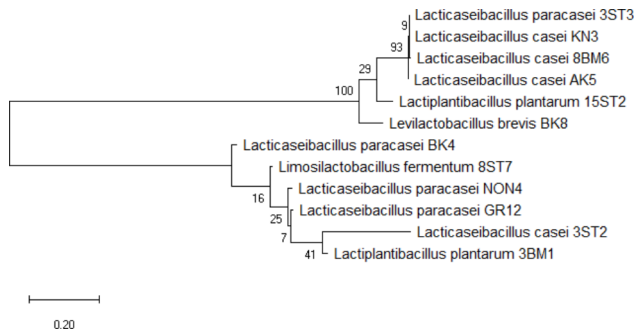 Lacticaseibacillus paracasei 3ST3
9
Lacticaseibacillus casei KN3
93
Lacticaseibacillus casei 8BM6
29
Lacticaseibacillus casei AK5
100
Lactiplantibacillus plantarum 15ST2
Levilactobacillus brevis BK8
Lacticaseibacillus paracasei BK4
Limosilactobacillus fermentum 8ST7
16
Lacticaseibacillus paracasei NON4
25
Lacticaseibacillus paracasei GR12
7
Lacticaseibacillus casei 3ST2
41
Lactiplantibacillus plantarum 3BM1
0.20